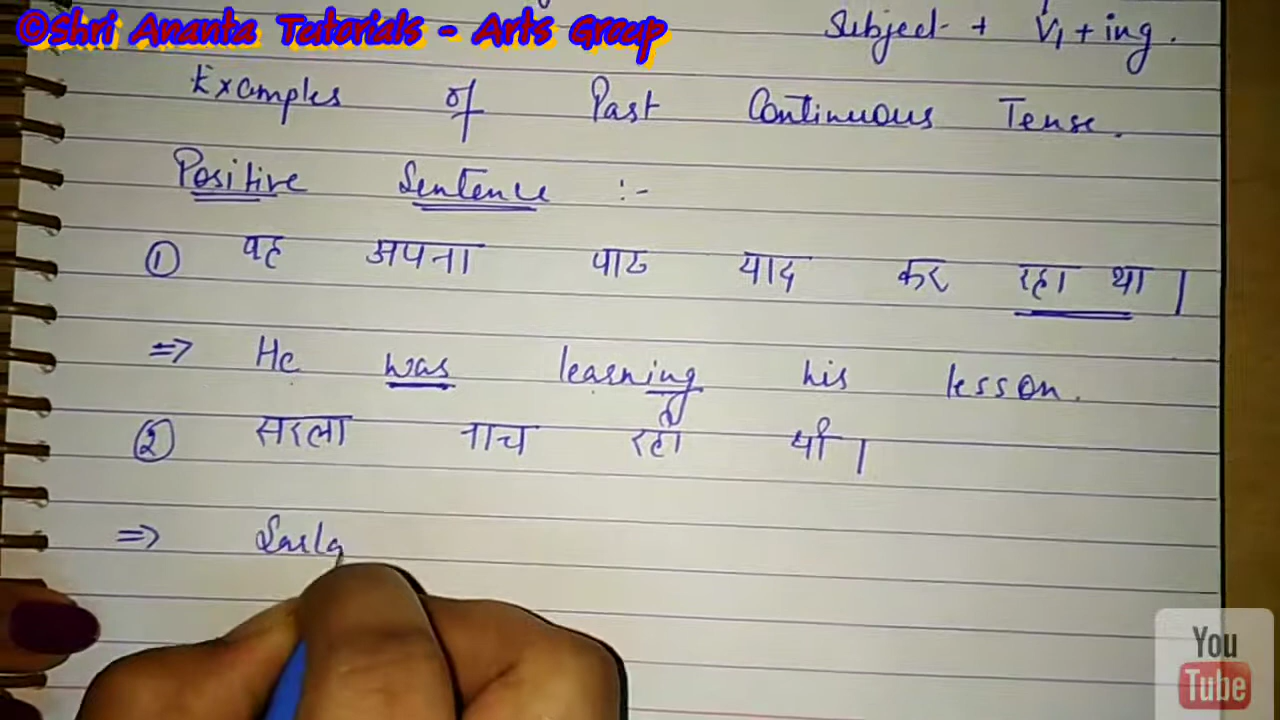 ©Shri Ananta Tutorials - Arts Group
Subject + V1 + ing.
Examples of Past Continuous Tense.
Positive Sentence :-
① वह अपना पाठ याद कर रहा था |
=> He was learning his lesson.
② सरला नाच रही थी |
=> Sarla
You
Tube